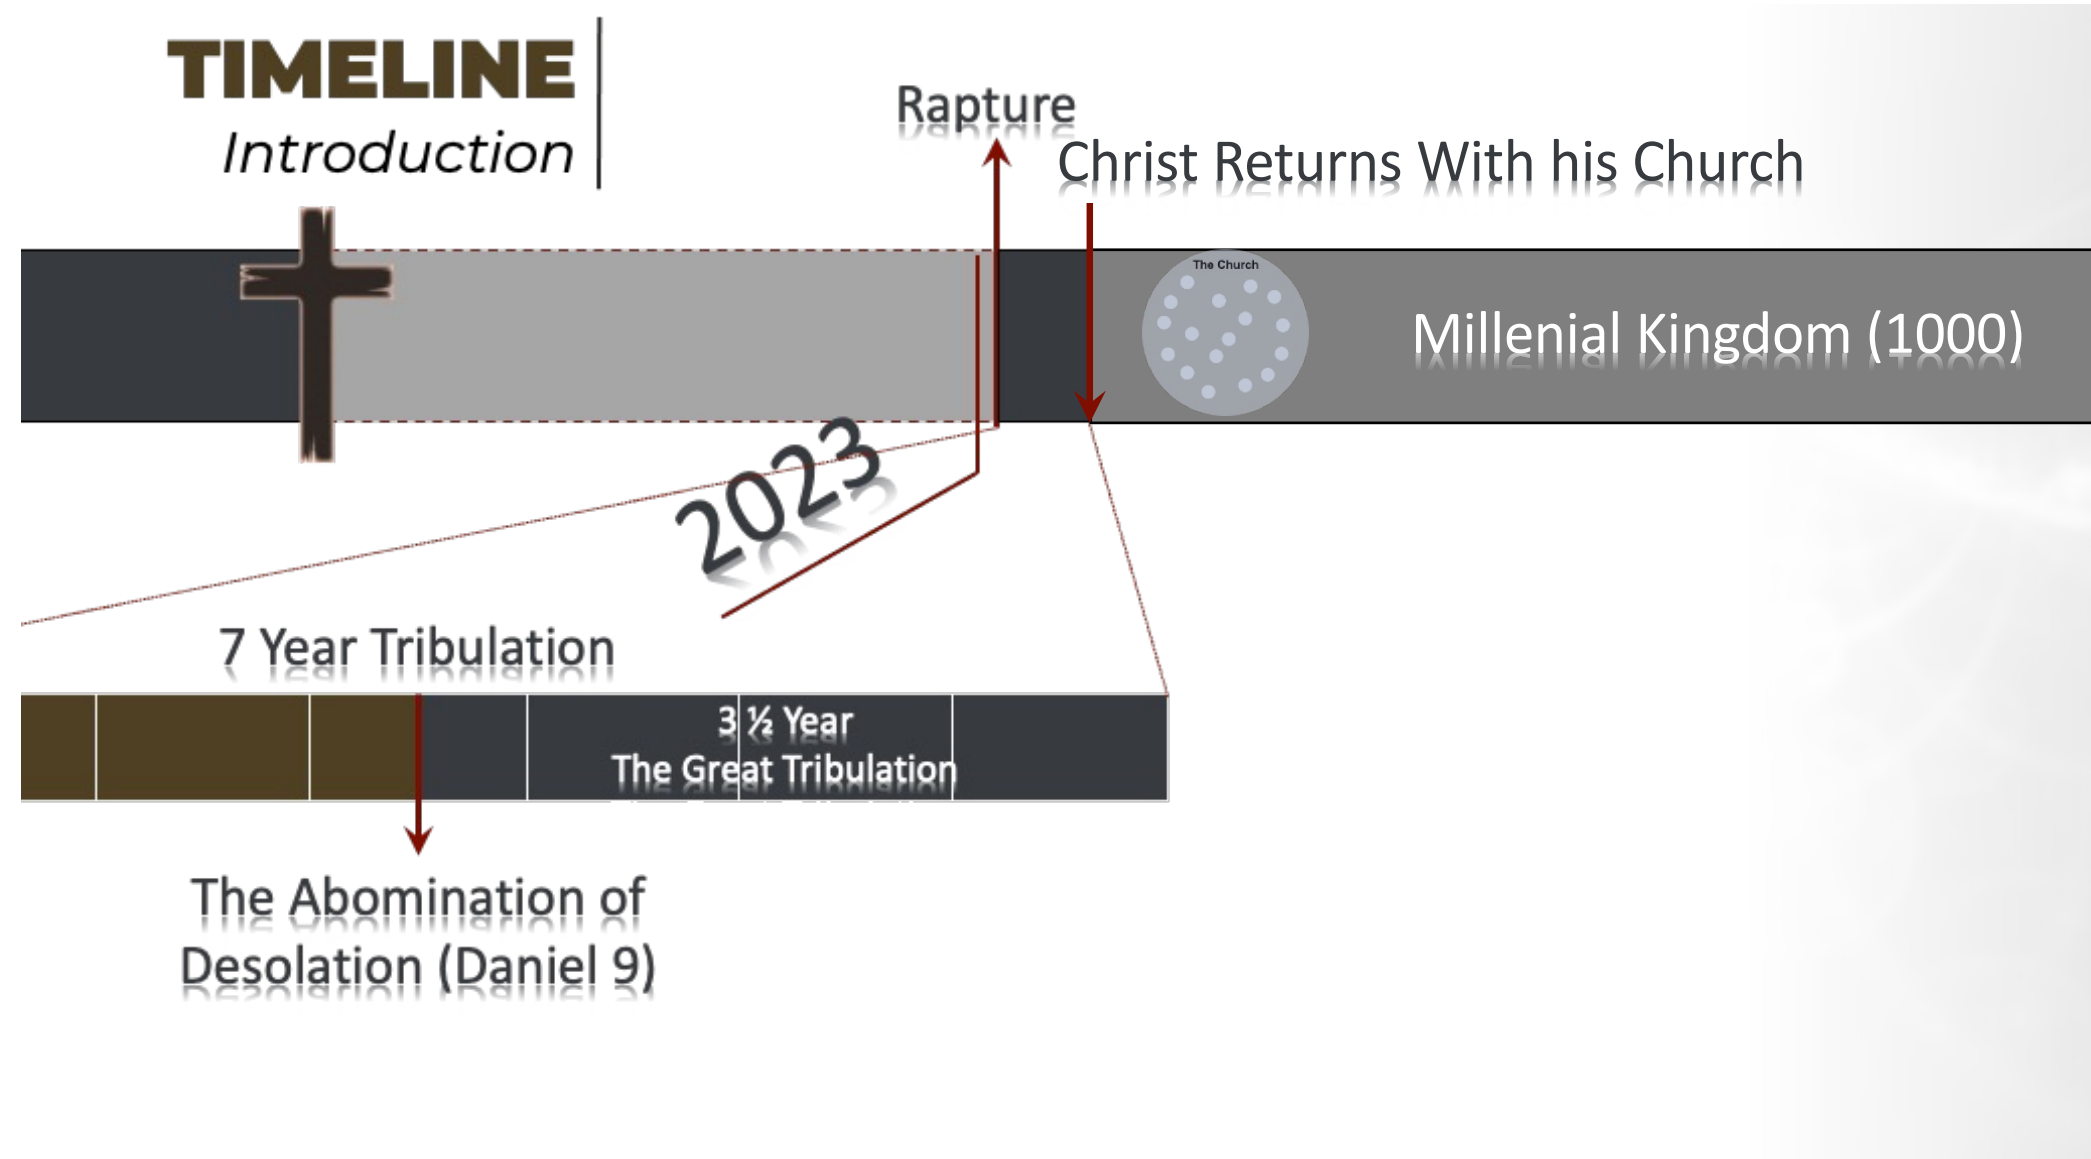 TIMELINE
Introduction
Rapture
Christ Returns With his Church
The Church
Millenial Kingdom (1000)
2023
7 Year Tribulation
3 ½ Year
The Great Tribulation
The Abomination of
Desolation (Daniel 9)